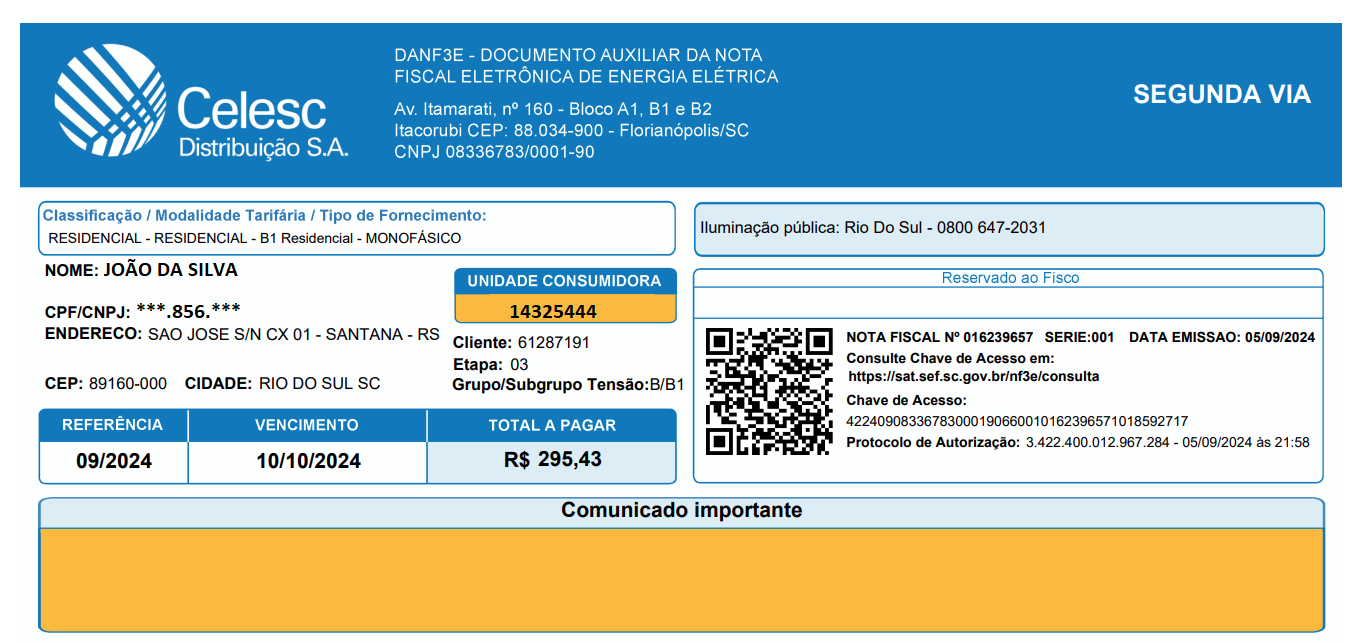 Celesc
Distribuição S.A.
DANF3E - DOCUMENTO AUXILIAR DA NOTA
FISCAL ELETRÔNICA DE ENERGIA ELÉTRICA
Av. Itamarati, nº 160 - Bloco A1, B1 e B2
Itacorubi CEP: 88.034-900 - Florianópolis/SC
CNPJ 08336783/0001-90
SEGUNDA VIA
Classificação / Modalidade Tarifária / Tipo de Fornecimento:
RESIDENCIAL - RESIDENCIAL - B1 Residencial - MONOFÁSICO
Iluminação pública: Rio Do Sul - 0800 647-2031
NOME: JOÃO DA SILVA
CPF/CNPJ: ***.856.***
ENDERECO: SAO JOSE S/N CX 01 - SANTANA - RS
CEP: 89160-000 CIDADE: RIO DO SUL SC
UNIDADE CONSUMIDORA
14325444
Cliente: 61287191
Etapa: 03
Grupo/Subgrupo Tensão:B/B1
Reservado ao Fisco
NOTA FISCAL Nº 016239657 SERIE:001 DATA EMISSAO: 05/09/2024
Consulte Chave de Acesso em:
https://sat.sef.sc.gov.br/nf3e/consulta
Chave de Acesso:
42240908336783000190660010162396571018592717
Protocolo de Autorização: 3.422.400.012.967.284 - 05/09/2024 às 21:58
REFERÊNCIA VENCIMENTO TOTAL A PAGAR
09/2024 10/10/2024 R$ 295,43
Comunicado importante